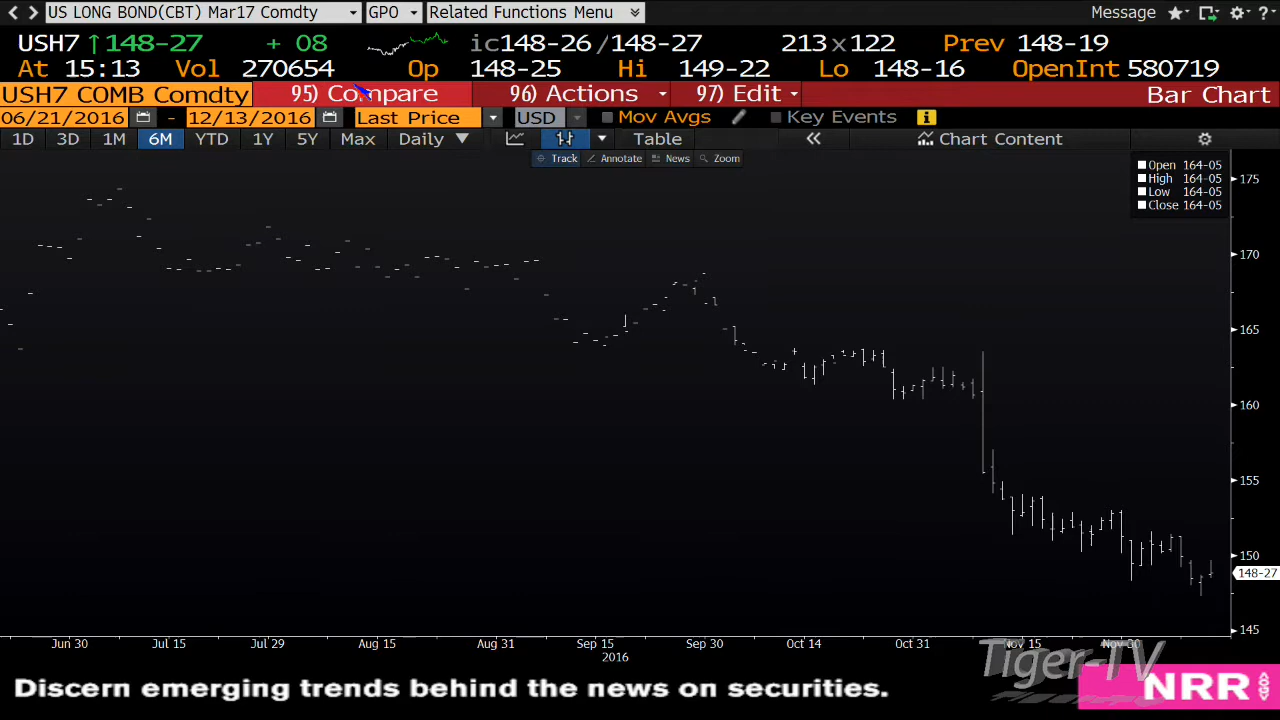 US LONG BOND(CBT) Mar17 Comdty GPO Related Functions Menu Message ?
USH7 ↑148-27 + 08 ic148-26/148-27 213x122 Prev 148-19
At 15:13 Vol 270654 Op 148-25 Hi 149-22 Lo 148-16 OpenInt 580719
USH7 COMB Comdty 95) Compare 96) Actions 97) Edit Bar Chart
06/21/2016 - 12/13/2016 Last Price USD Mov Avgs Key Events i
1D 3D 1M 6M YTD 1Y 5Y Max Daily ▼ Table « Chart Content
Track Annotate News Zoom
Open 164-05
High 164-05
Low 164-05
Close 164-05
175
170
165
160
155
150
148-27
145
Jun 30 Jul 15 Jul 29 Aug 15 Aug 31 Sep 15 Sep 30 Oct 14 Oct 31 Nov 15 Nov 30
2016
Tiger-TV
Discern emerging trends behind the news on securities. NRR